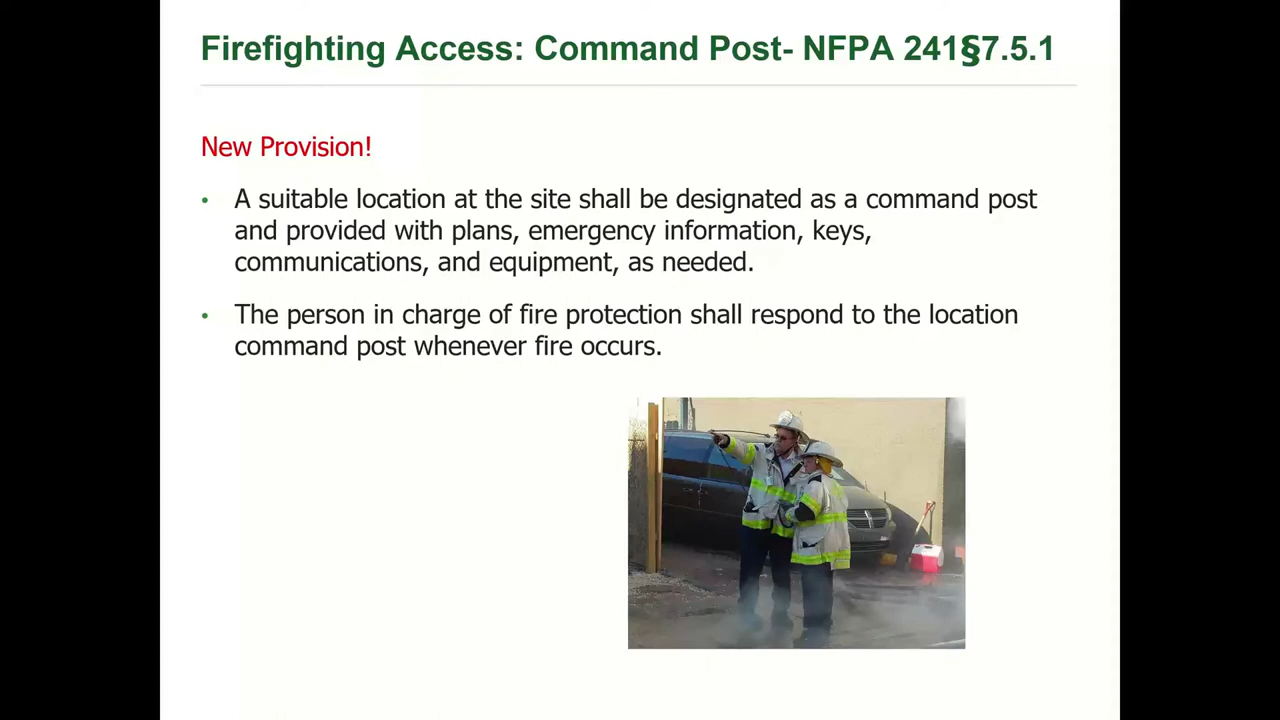 Firefighting Access: Command Post- NFPA 241§7.5.1
New Provision!
• A suitable location at the site shall be designated as a command post
and provided with plans, emergency information, keys,
communications, and equipment, as needed.
• The person in charge of fire protection shall respond to the location
command post whenever fire occurs.